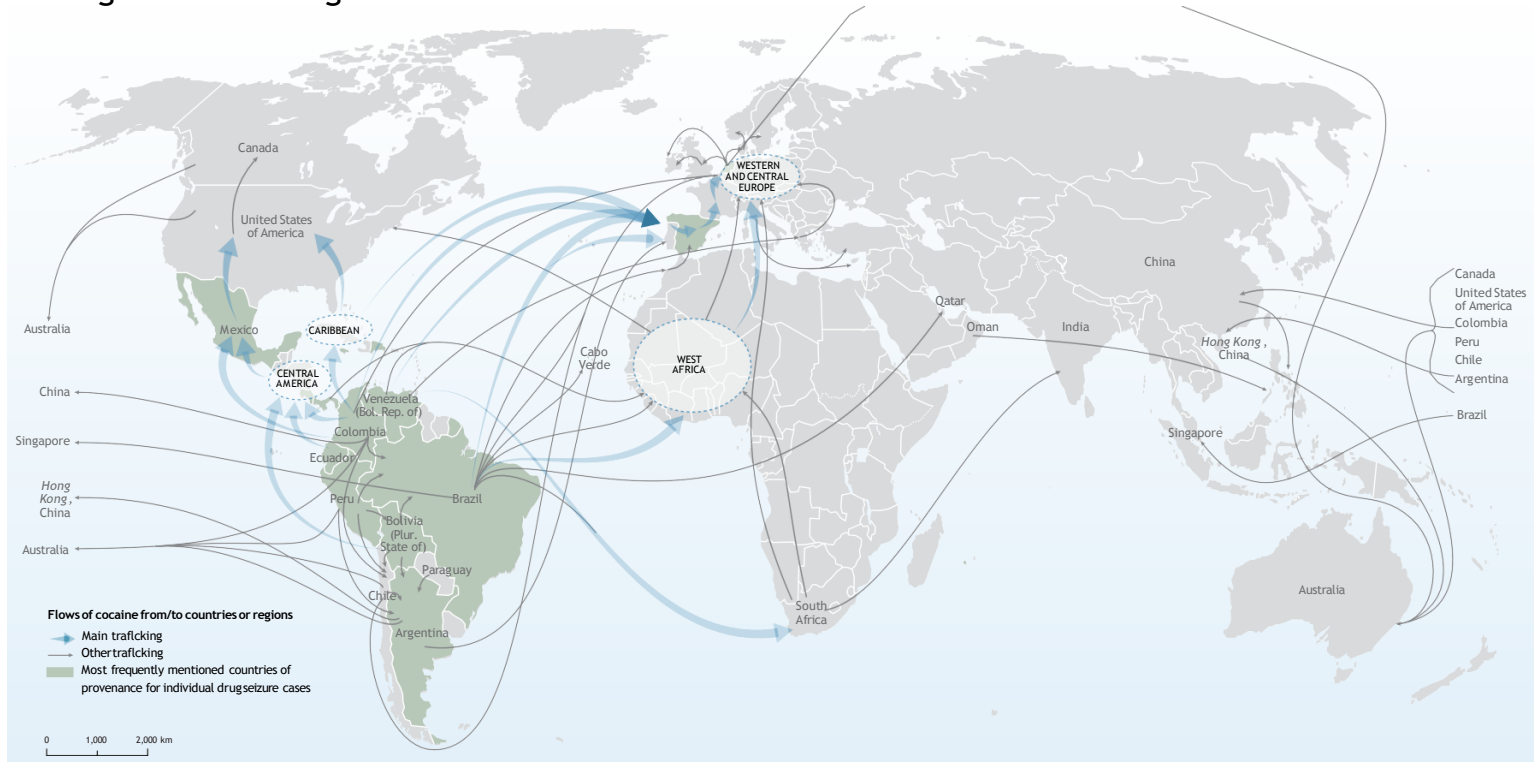 Canada
United States
of America
Mexico
CARIBBEAN
CENTRAL
AMERICA
Venezuela
(Bol. Rep. of)
Colombia
Ecuador
Peru
Brazil
Bolivia
(Plur.
State of)
Paraguay
Chile
Argentina
Australia
China
Singapore
Hong
Kong,
China
Australia
WESTERN
AND CENTRAL
EUROPE
WEST
AFRICA
Cabo
Verde
South
Africa
Qatar
Oman
India
China
Hong Kong ,
China
Singapore
Australia
Canada
United States
of America
Colombia
Peru
Chile
Argentina
Brazil
Flows of cocaine from/to countries or regions
Main traflcking
Othertraflcking
Most frequently mentioned countries of
provenance for individual drugseizure cases
0 1,000 2,000 km